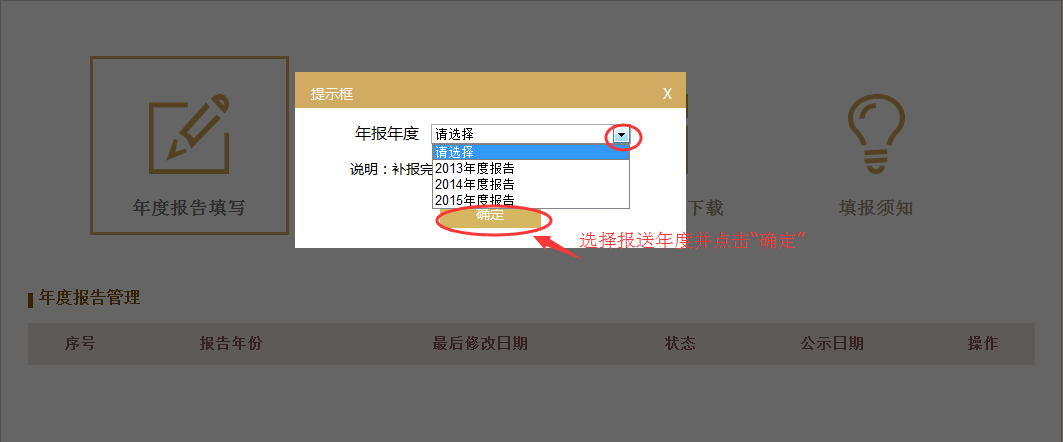 提示框 X
年报年度 请选择
请选择
说明：补报完
2013年度报告
2014年度报告
2015年度报告
确定
年度报告填写
下载
填报须知
选择报送年度并点击“确定”
年度报告管理
序号 报告年份 最后修改日期 状态 公示日期 操作